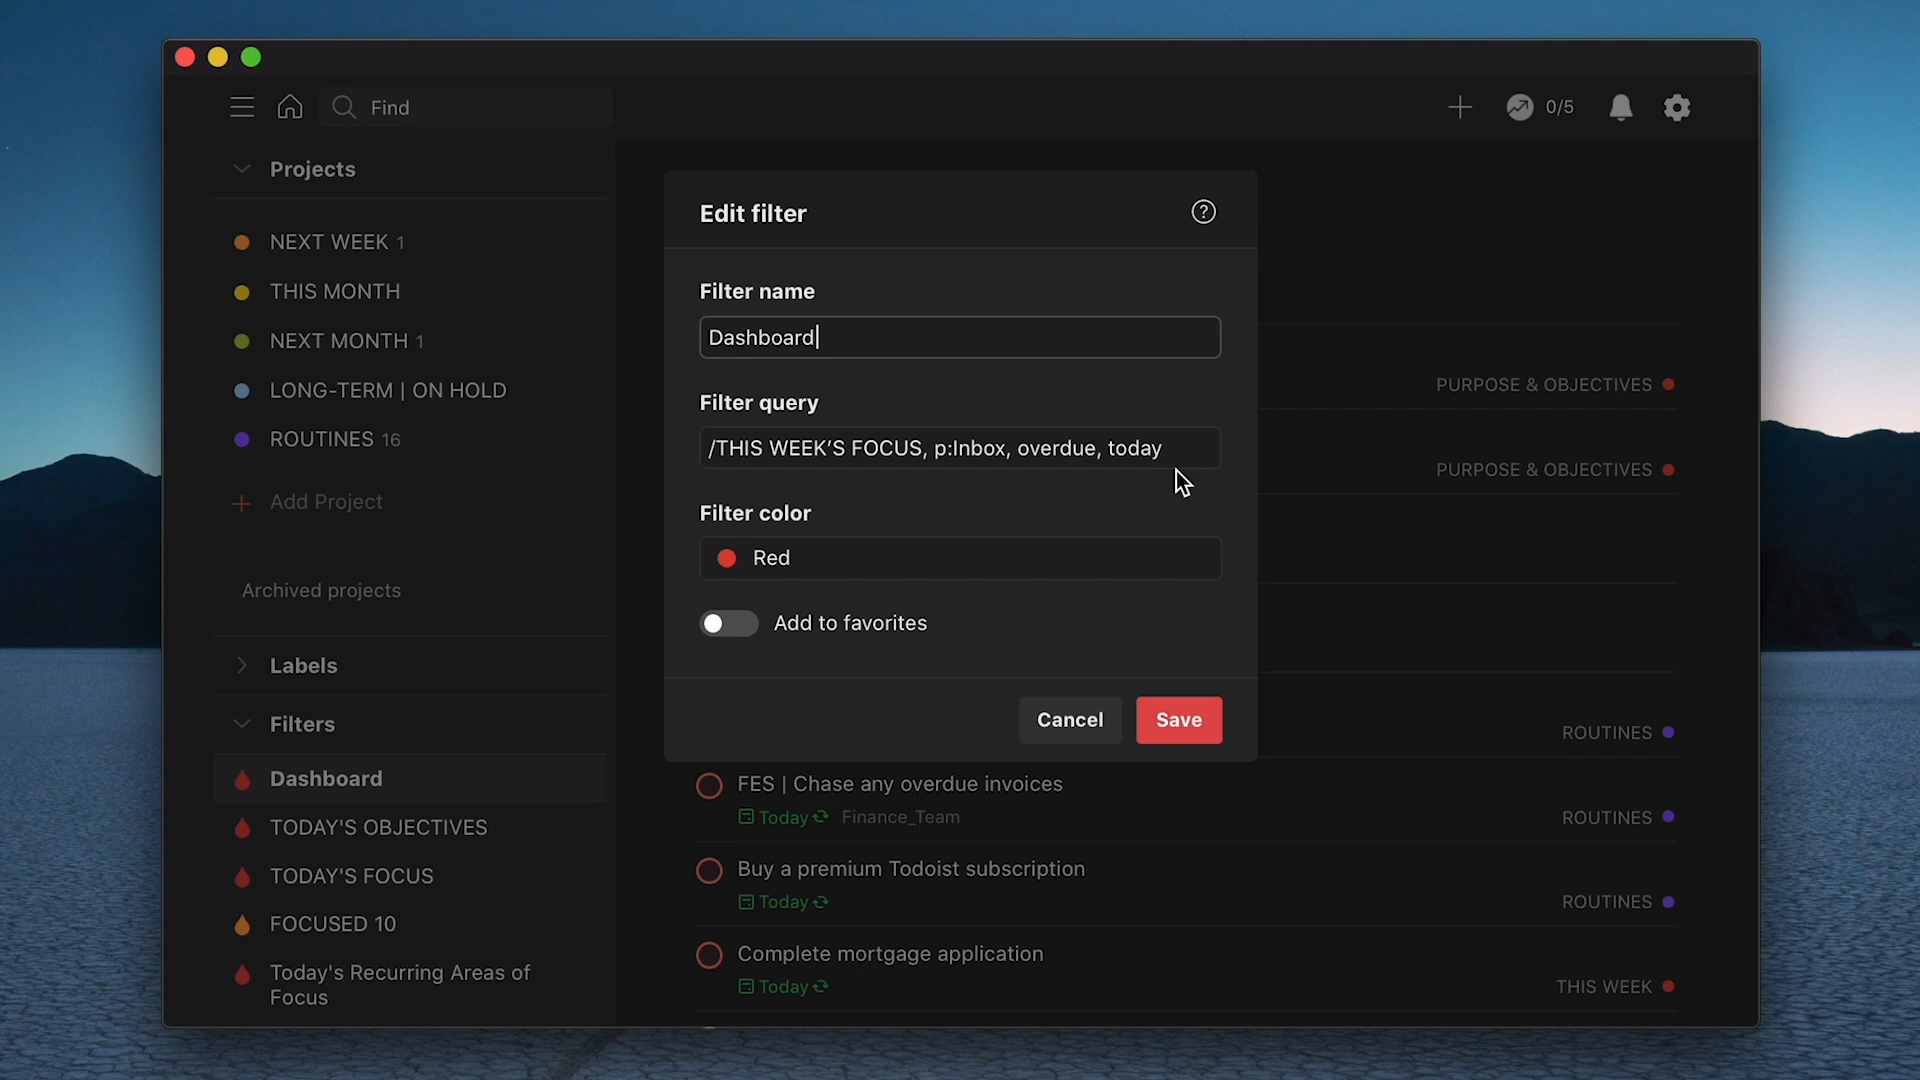 Find
0/5
Projects
NEXT WEEK 1
THIS MONTH
NEXT MONTH 1
LONG-TERM | ON HOLD
ROUTINES 16
Add Project
Archived projects
Labels
Filters
Dashboard
TODAY'S OBJECTIVES
TODAY'S FOCUS
FOCUSED 10
Today's Recurring Areas of
Focus
Edit filter
?
Filter name
Dashboard
Filter query
/THIS WEEK’S FOCUS, p:Inbox, overdue, today
Filter color
Red
Add to favorites
Cancel
Save
PURPOSE & OBJECTIVES
PURPOSE & OBJECTIVES
ROUTINES
FES | Chase any overdue invoices
Today Finance_Team
ROUTINES
Buy a premium Todoist subscription
Today
ROUTINES
Complete mortgage application
Today
THIS WEEK